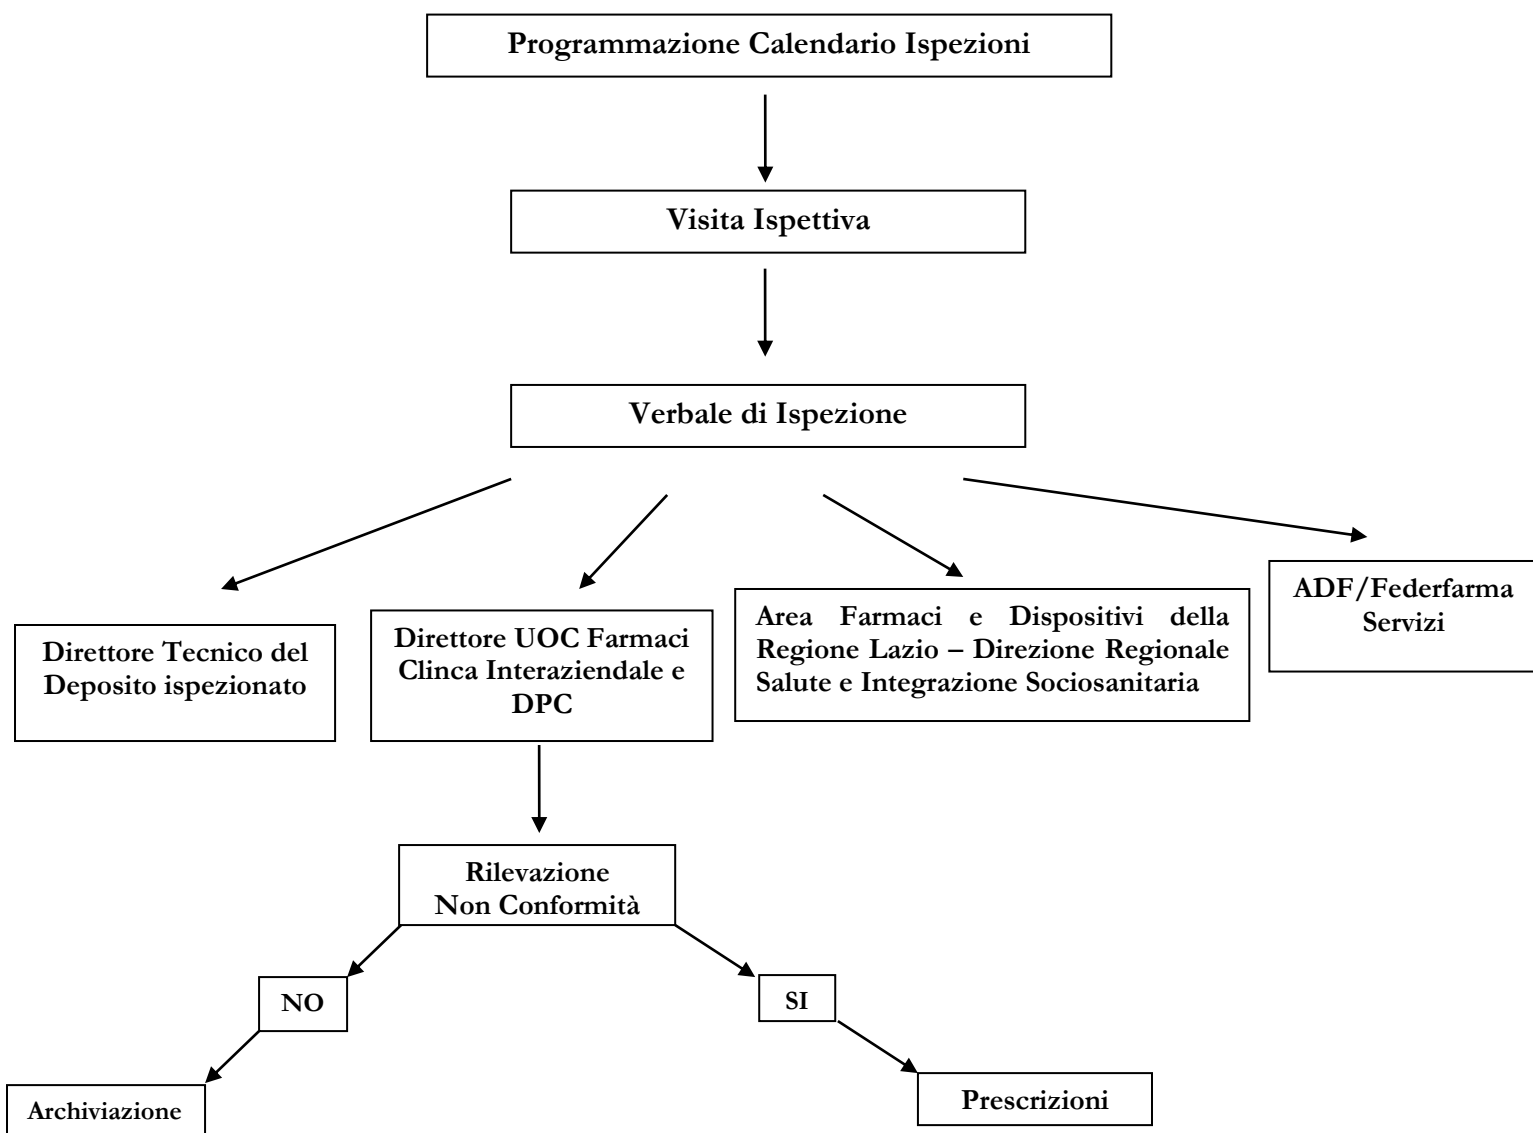 Programmazione Calendario Ispezioni
Visita Ispettiva
Verbale di Ispezione
Direttore Tecnico del
Deposito ispezionato
Direttore UOC Farmaci
Clinca Interaziendale e
DPC
Area Farmaci e Dispositivi della
Regione Lazio – Direzione Regionale
Salute e Integrazione Sociosanitaria
ADF/Federfarma
Servizi
Rilevazione
Non Conformità
NO
SI
Archiviazione
Prescrizioni